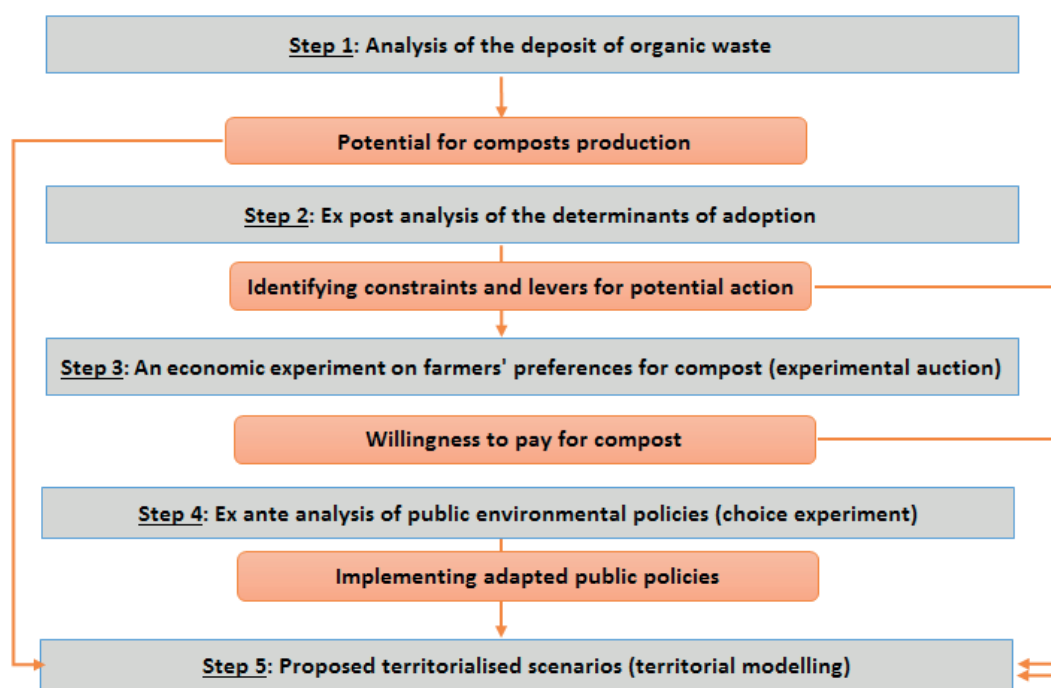 Step 1: Analysis of the deposit of organic waste
Potential for composts production
Step 2: Ex post analysis of the determinants of adoption
Identifying constraints and levers for potential action
Step 3: An economic experiment on farmers' preferences for compost (experimental auction)
Willingness to pay for compost
Step 4: Ex ante analysis of public environmental policies (choice experiment)
Implementing adapted public policies
Step 5: Proposed territorialised scenarios (territorial modelling)